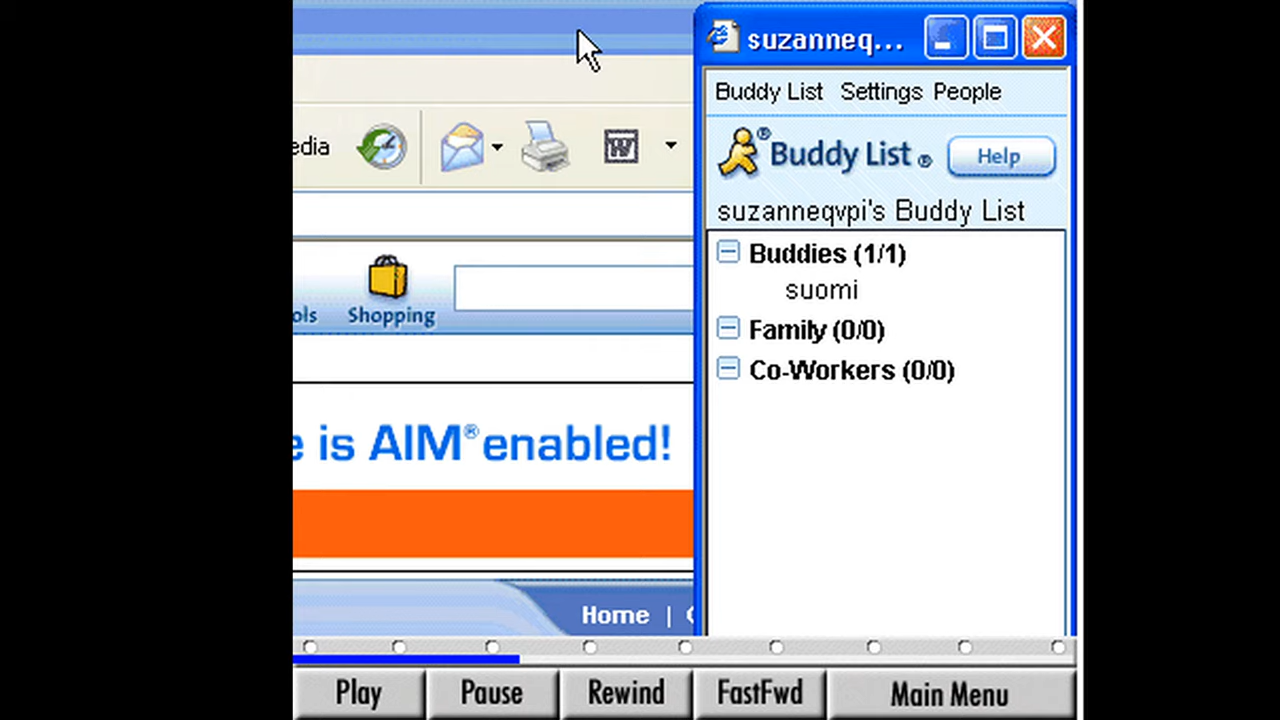 suzanneq...
Buddy List Settings People
edia
W
Buddy List ® Help
suzanneqvpi's Buddy List
Buddies (1/1)
suomi
Family (0/0)
Co-Workers (0/0)
ols Shopping
e is AIM® enabled!
Home |
Play Pause Rewind FastFwd Main Menu